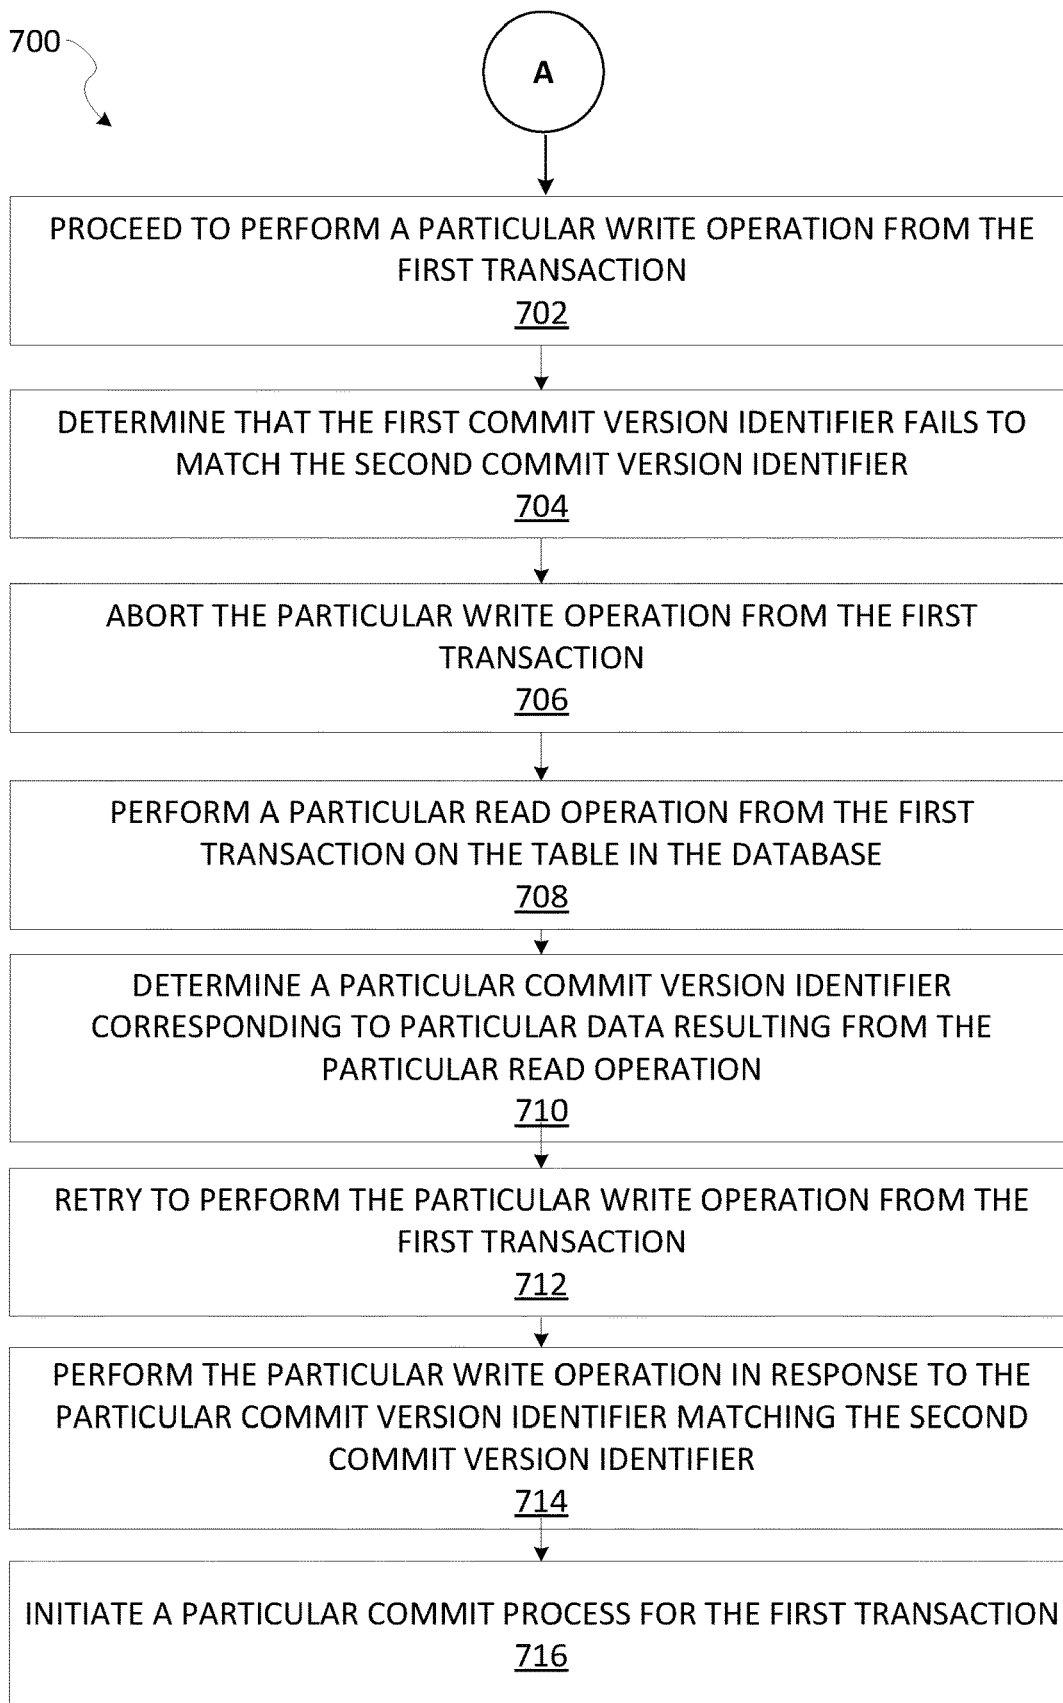 700
A
PROCEED TO PERFORM A PARTICULAR WRITE OPERATION FROM THE
FIRST TRANSACTION
702
DETERMINE THAT THE FIRST COMMIT VERSION IDENTIFIER FAILS TO
MATCH THE SECOND COMMIT VERSION IDENTIFIER
704
ABORT THE PARTICULAR WRITE OPERATION FROM THE FIRST
TRANSACTION
706
PERFORM A PARTICULAR READ OPERATION FROM THE FIRST
TRANSACTION ON THE TABLE IN THE DATABASE
708
DETERMINE A PARTICULAR COMMIT VERSION IDENTIFIER
CORRESPONDING TO PARTICULAR DATA RESULTING FROM THE
PARTICULAR READ OPERATION
710
RETRY TO PERFORM THE PARTICULAR WRITE OPERATION FROM THE
FIRST TRANSACTION
712
PERFORM THE PARTICULAR WRITE OPERATION IN RESPONSE TO THE
PARTICULAR COMMIT VERSION IDENTIFIER MATCHING THE SECOND
COMMIT VERSION IDENTIFIER
714
INITIATE A PARTICULAR COMMIT PROCESS FOR THE FIRST TRANSACTION
716